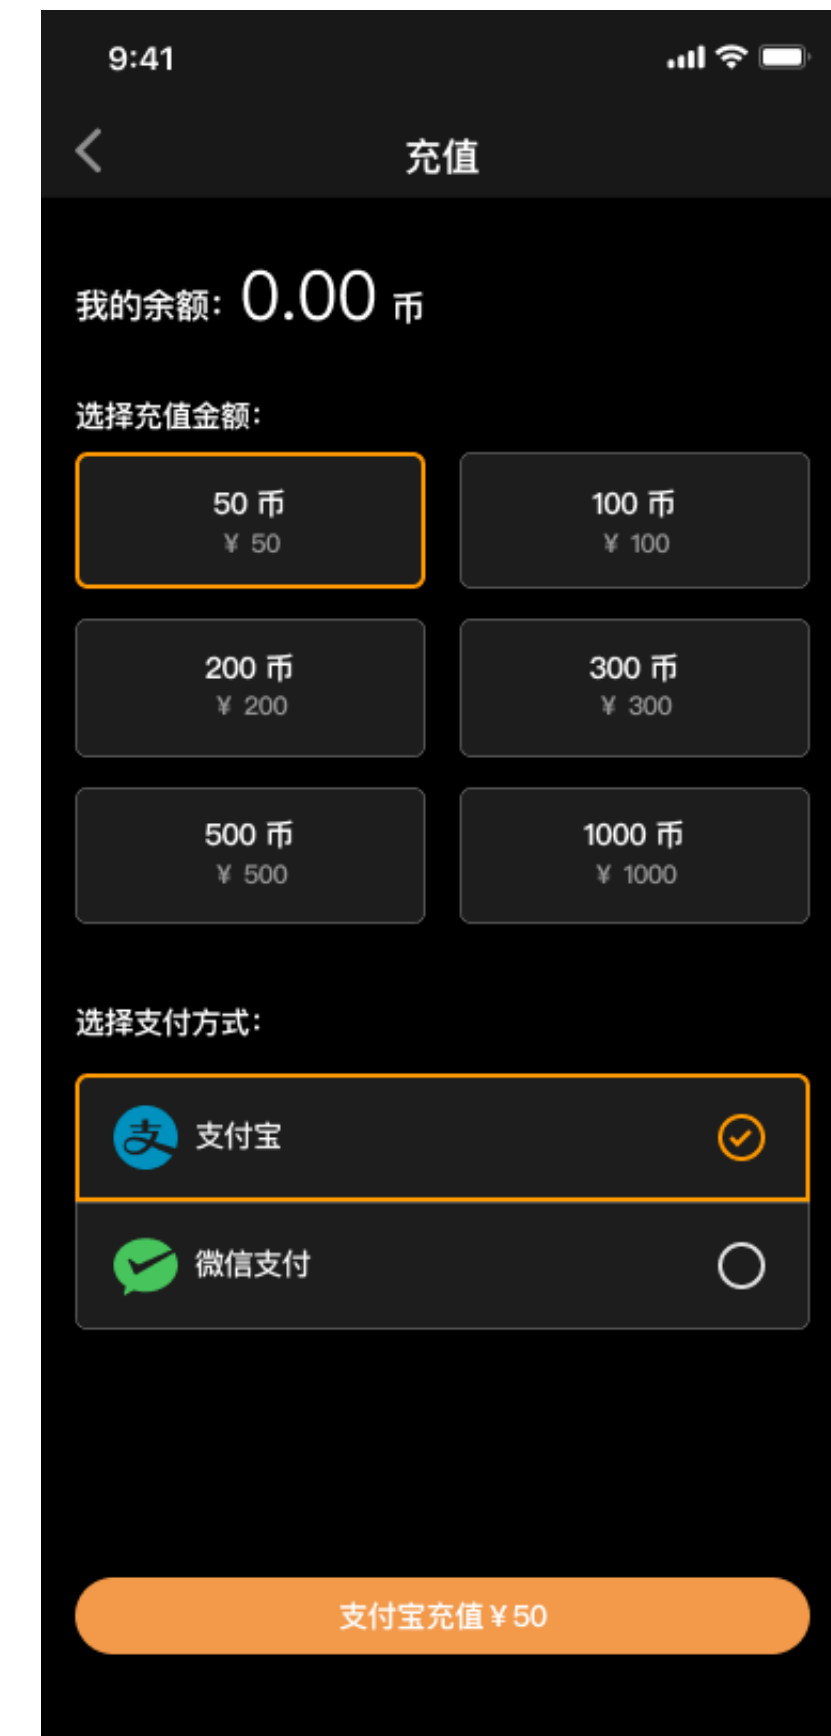 9:41
充值
我的余额：0.00 币
选择充值金额：
50 币
¥ 50
100 币
¥ 100
200 币
¥ 200
300 币
¥ 300
500 币
¥ 500
1000 币
¥ 1000
选择支付方式：
支 支付宝
微信支付
支付宝充值¥50